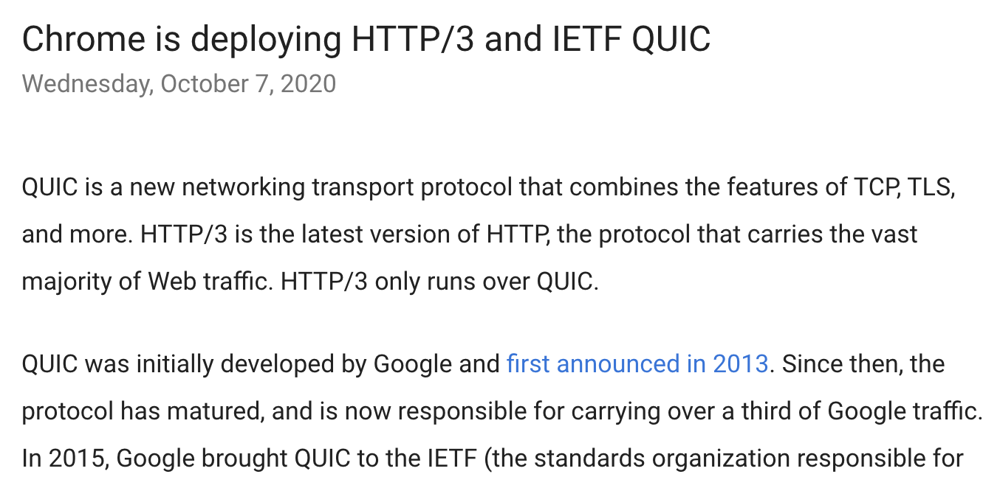 Chrome is deploying HTTP/3 and IETF QUIC
Wednesday, October 7, 2020
QUIC is a new networking transport protocol that combines the features of TCP, TLS,
and more. HTTP/3 is the latest version of HTTP, the protocol that carries the vast
majority of Web traffic. HTTP/3 only runs over QUIC.
QUIC was initially developed by Google and first announced in 2013. Since then, the
protocol has matured, and is now responsible for carrying over a third of Google traffic.
In 2015, Google brought QUIC to the IETF (the standards organization responsible for